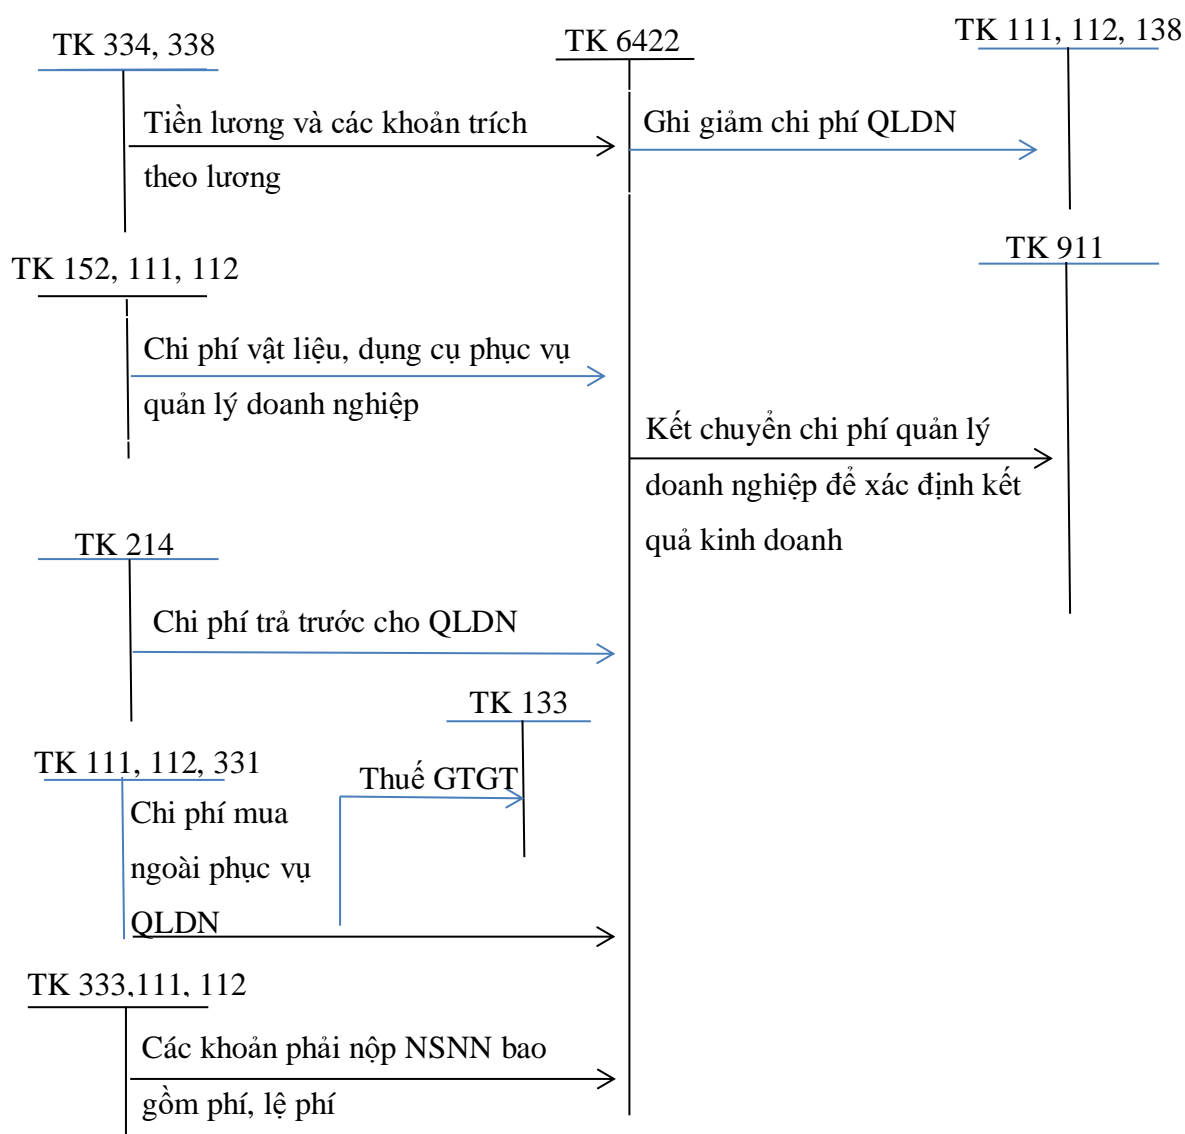 TK 334, 338
TK 6422
TK 111, 112, 138
Tiền lương và các khoản trích
theo lương
Ghi giảm chi phí QLDN
TK 911
TK 152, 111, 112
Chi phí vật liệu, dụng cụ phục vụ
quản lý doanh nghiệp
Kết chuyển chi phí quản lý
doanh nghiệp để xác định kết
quả kinh doanh
TK 214
Chi phí trả trước cho QLDN
TK 133
TK 111, 112, 331
Thuế GTGT
Chi phí mua
ngoài phục vụ
QLDN
TK 333,111, 112
Các khoản phải nộp NSNN bao
gồm phí, lệ phí